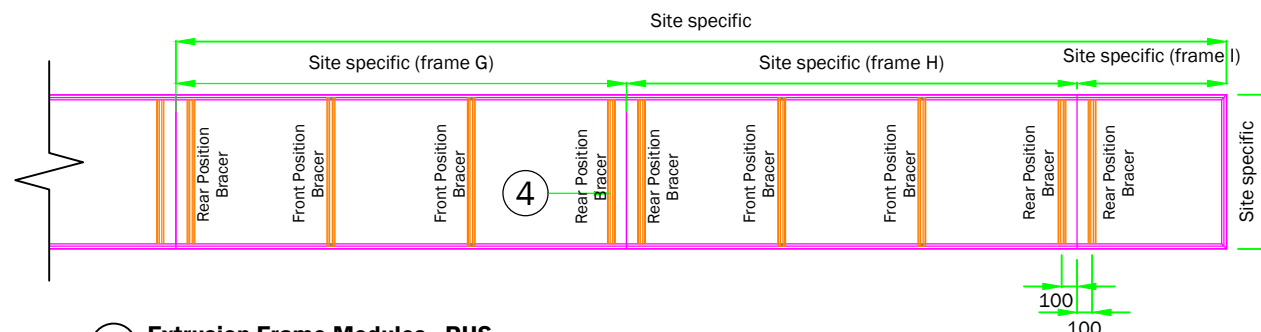 Site specific
Site specific (frame G)
Site specific (frame H)
Site specific (frame I)
Rear Position
Bracer
Front Position
Bracer
Front Position
Bracer
4
Rear Position
Bracer
Rear Position
Bracer
Front Position
Bracer
Front Position
Bracer
Rear Position
Bracer
Rear Position
Bracer
Site specific
100
100
Extrusion Frame Modules - RHS